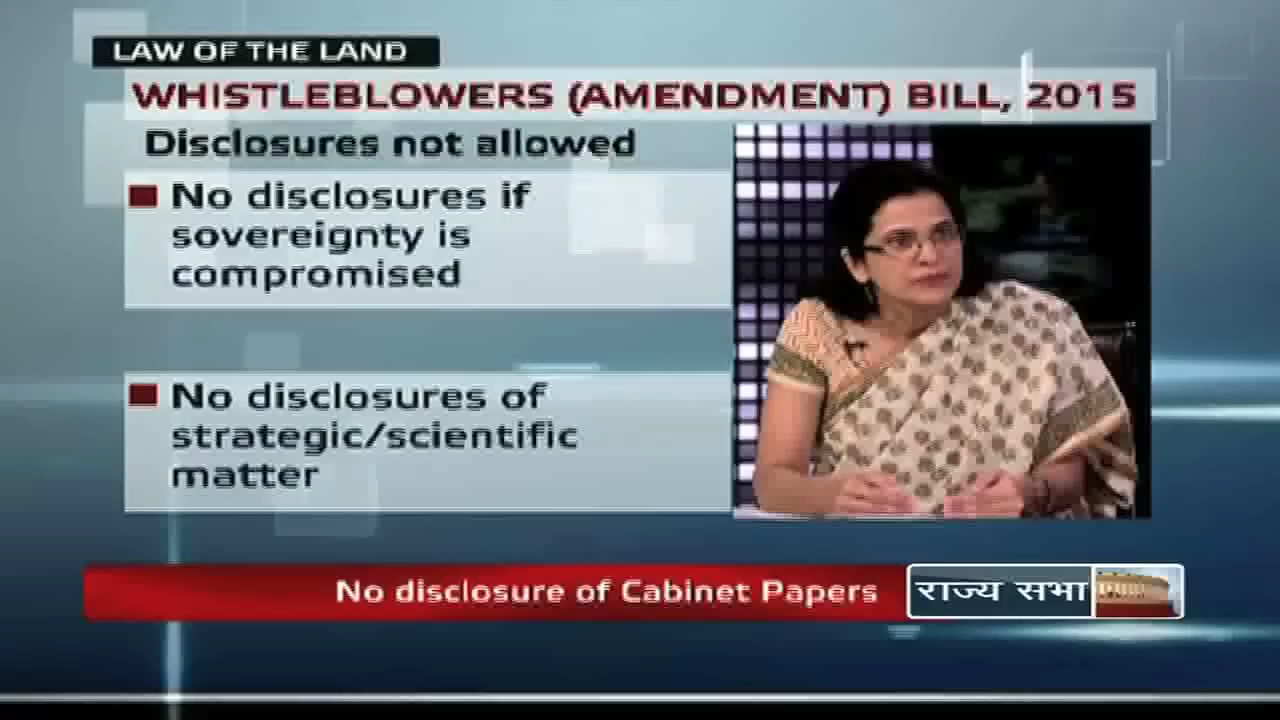 LAW OF THE LAND
WHISTLEBLOWERS (AMENDMENT) BILL, 2015
Disclosures not allowed
No disclosures if
sovereignty is
compromised
No disclosures of
strategic/scientific
matter
No disclosure of Cabinet Papers
राज्य सभा